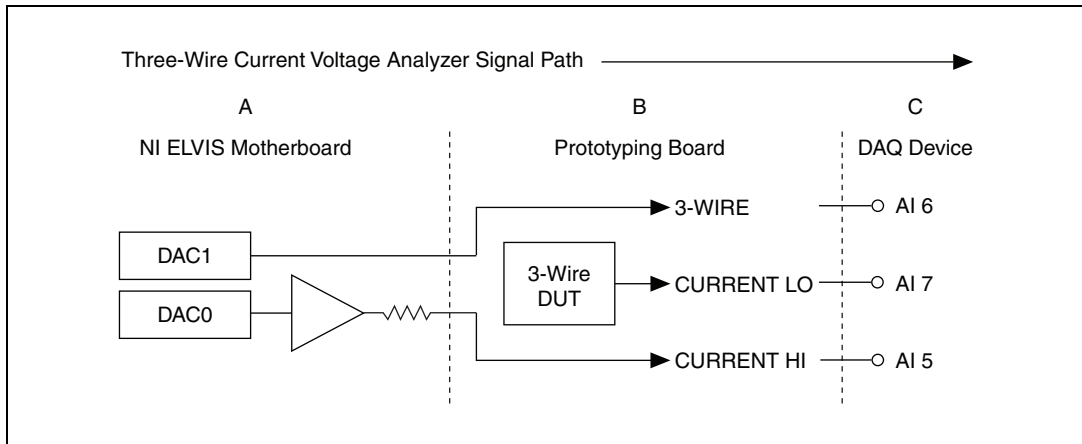 Three-Wire Current Voltage Analyzer Signal Path
A B C
NI ELVIS Motherboard Prototyping Board DAQ Device
3-WIRE AI 6
DAC1
3-Wire
DUT
CURRENT LO AI 7
DAC0
CURRENT HI AI 5